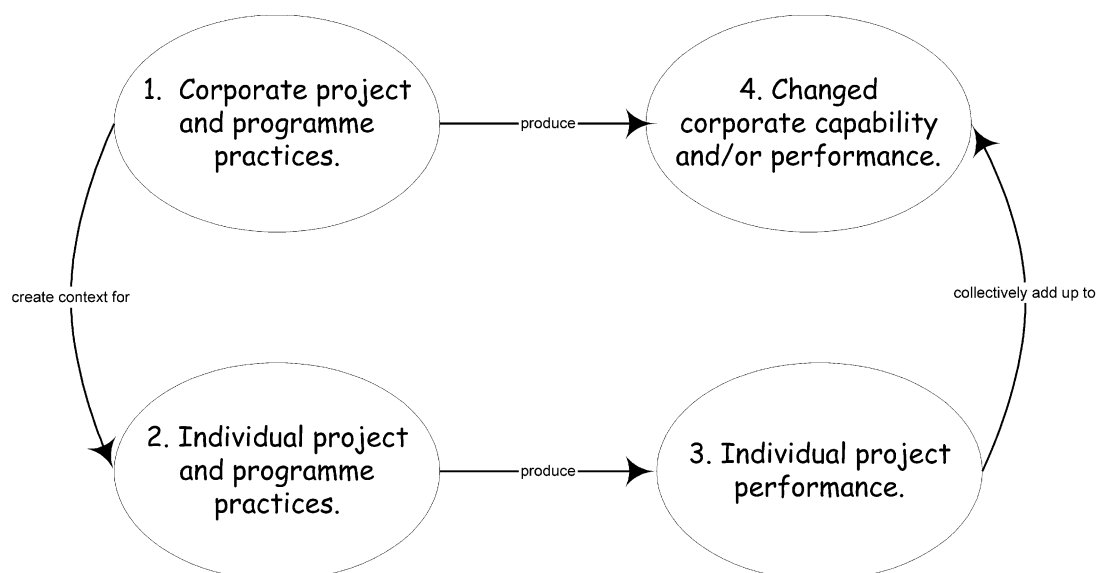 1. Corporate project
and programme
practices.
produce
4. Changed
corporate capability
and/or performance.
create context for
collectively add up to
2. Individual project
and programme
practices.
produce
3. Individual project
performance.